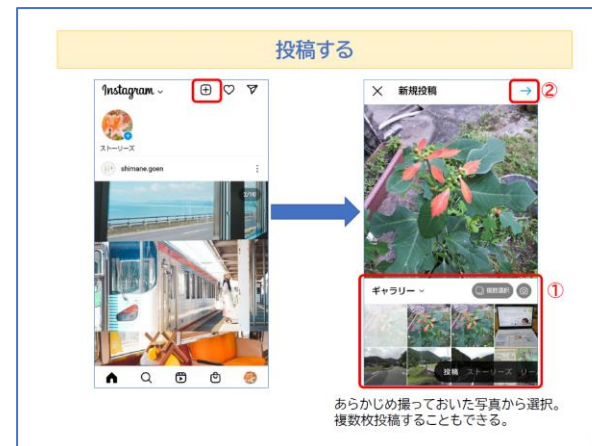 投稿する
Instagram
ストーリーズ
shimane.goen
2/10
新規投稿
②
ギャラリー
複数選択
①
投稿 ストーリーズ リー
あらかじめ撮っておいた写真から選択。
複数枚投稿することもできる。